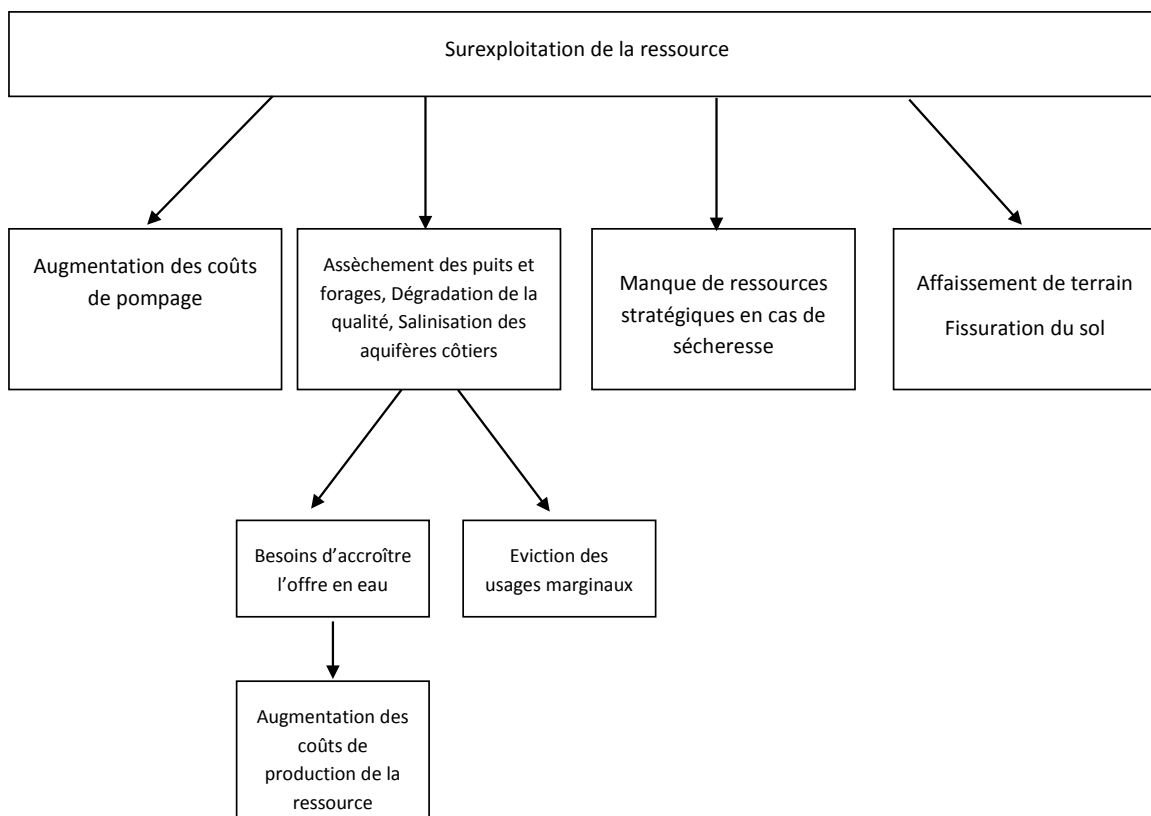 Surexploitation de la ressource
Augmentation des coûts
de pompage
Assèchement des puits et
forages, Dégradation de la
qualité, Salinisation des
aquifères côtiers
Manque de ressources
stratégiques en cas de
sécheresse
Affaissement de terrain
Fissuration du sol
Besoins d’accroître
l’offre en eau
Eviction des
usages marginaux
Augmentation des
coûts de
production de la
ressource